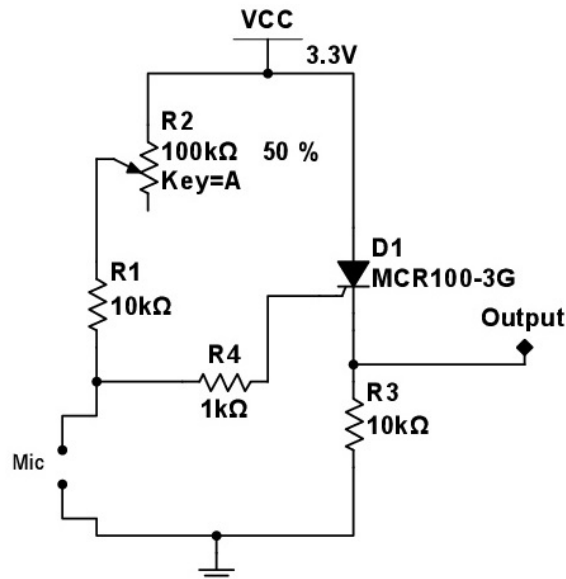 VCC
3.3V
R2
100kΩ 50 %
Key=A
D1
MCR100-3G
R1
10kΩ
Output
R4
1kΩ
R3
10kΩ
Mic